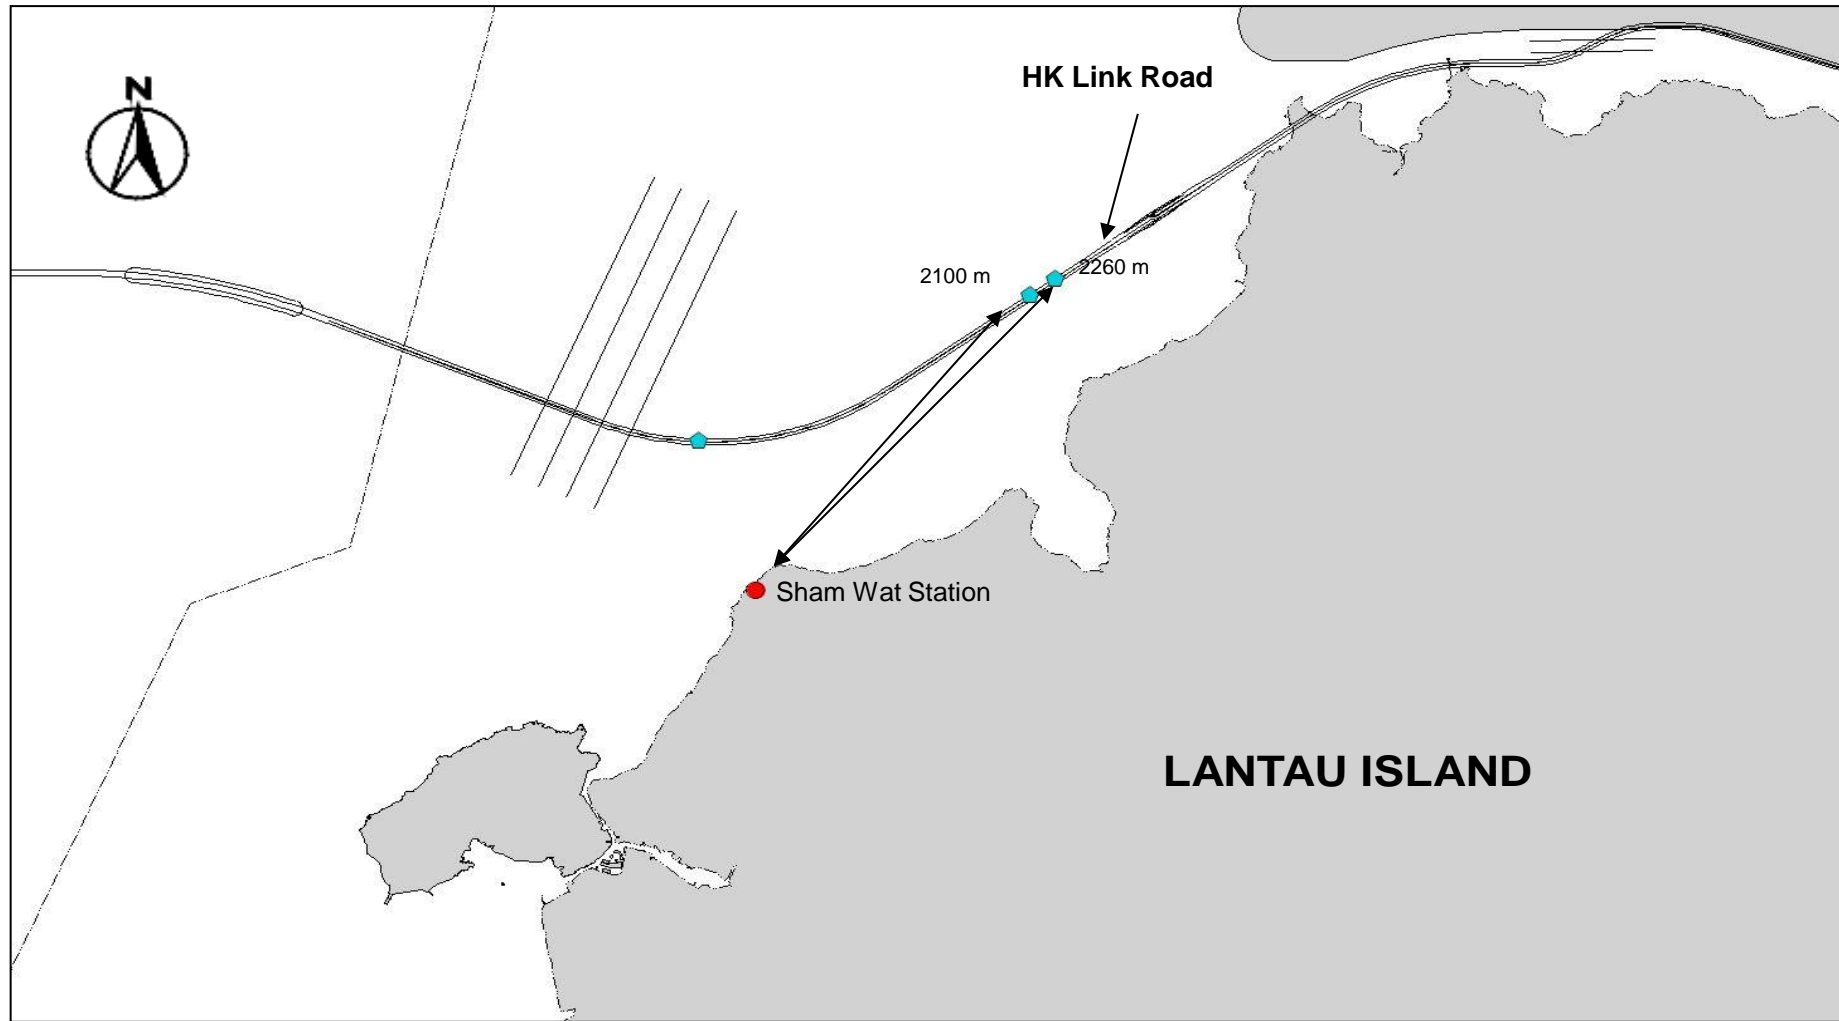 N
HK Link Road
2100 m
2260 m
Sham Wat Station
LANTAU ISLAND